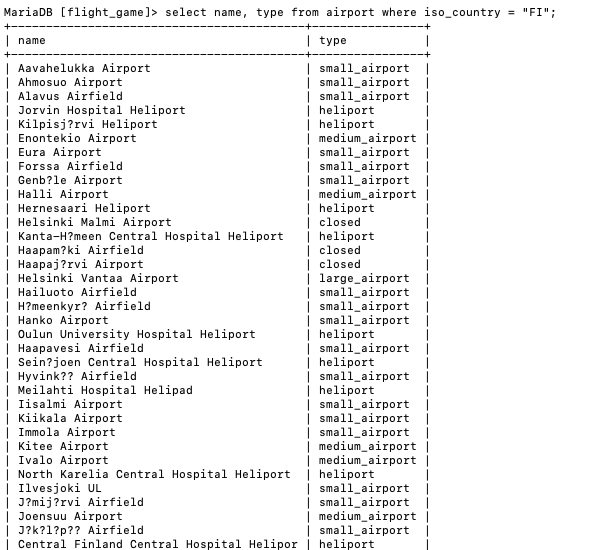 MariaDB [flight_game]> select name, type from airport where iso_country = "FI";
+----------------------------------------+----------------+
| name | type |
+----------------------------------------+----------------+
| Aavahelukka Airport | small_airport |
| Ahmosuo Airport | small_airport |
| Alavus Airfield | small_airport |
| Jorvin Hospital Heliport | heliport |
| Kilpisj?rvi Heliport | heliport |
| Enontekio Airport | medium_airport |
| Eura Airport | small_airport |
| Forssa Airfield | small_airport |
| Genb?le Airport | small_airport |
| Halli Airport | medium_airport |
| Hernesaari Heliport | heliport |
| Helsinki Malmi Airport | closed |
| Kanta-H?meen Central Hospital Heliport | heliport |
| Haapam?ki Airfield | closed |
| Haapaj?rvi Airport | closed |
| Helsinki Vantaa Airport | large_airport |
| Hailuoto Airfield | small_airport |
| H?meenkyr? Airfield | small_airport |
| Hanko Airport | small_airport |
| Oulun University Hospital Heliport | heliport |
| Haapavesi Airfield | small_airport |
| Sein?joen Central Hospital Heliport | heliport |
| Hyvink?? Airfield | small_airport |
| Meilahti Hospital Helipad | heliport |
| Iisalmi Airport | small_airport |
| Kiikala Airport | small_airport |
| Immola Airport | small_airport |
| Kitee Airport | medium_airport |
| Ivalo Airport | medium_airport |
| North Karelia Central Hospital Heliport | heliport |
| Ilvesjoki UL | small_airport |
| J?mij?rvi Airfield | small_airport |
| Joensuu Airport | medium_airport |
| J?k?l?p?? Airfield | small_airport |
| Central Finland Central Hospital Helipor | heliport |